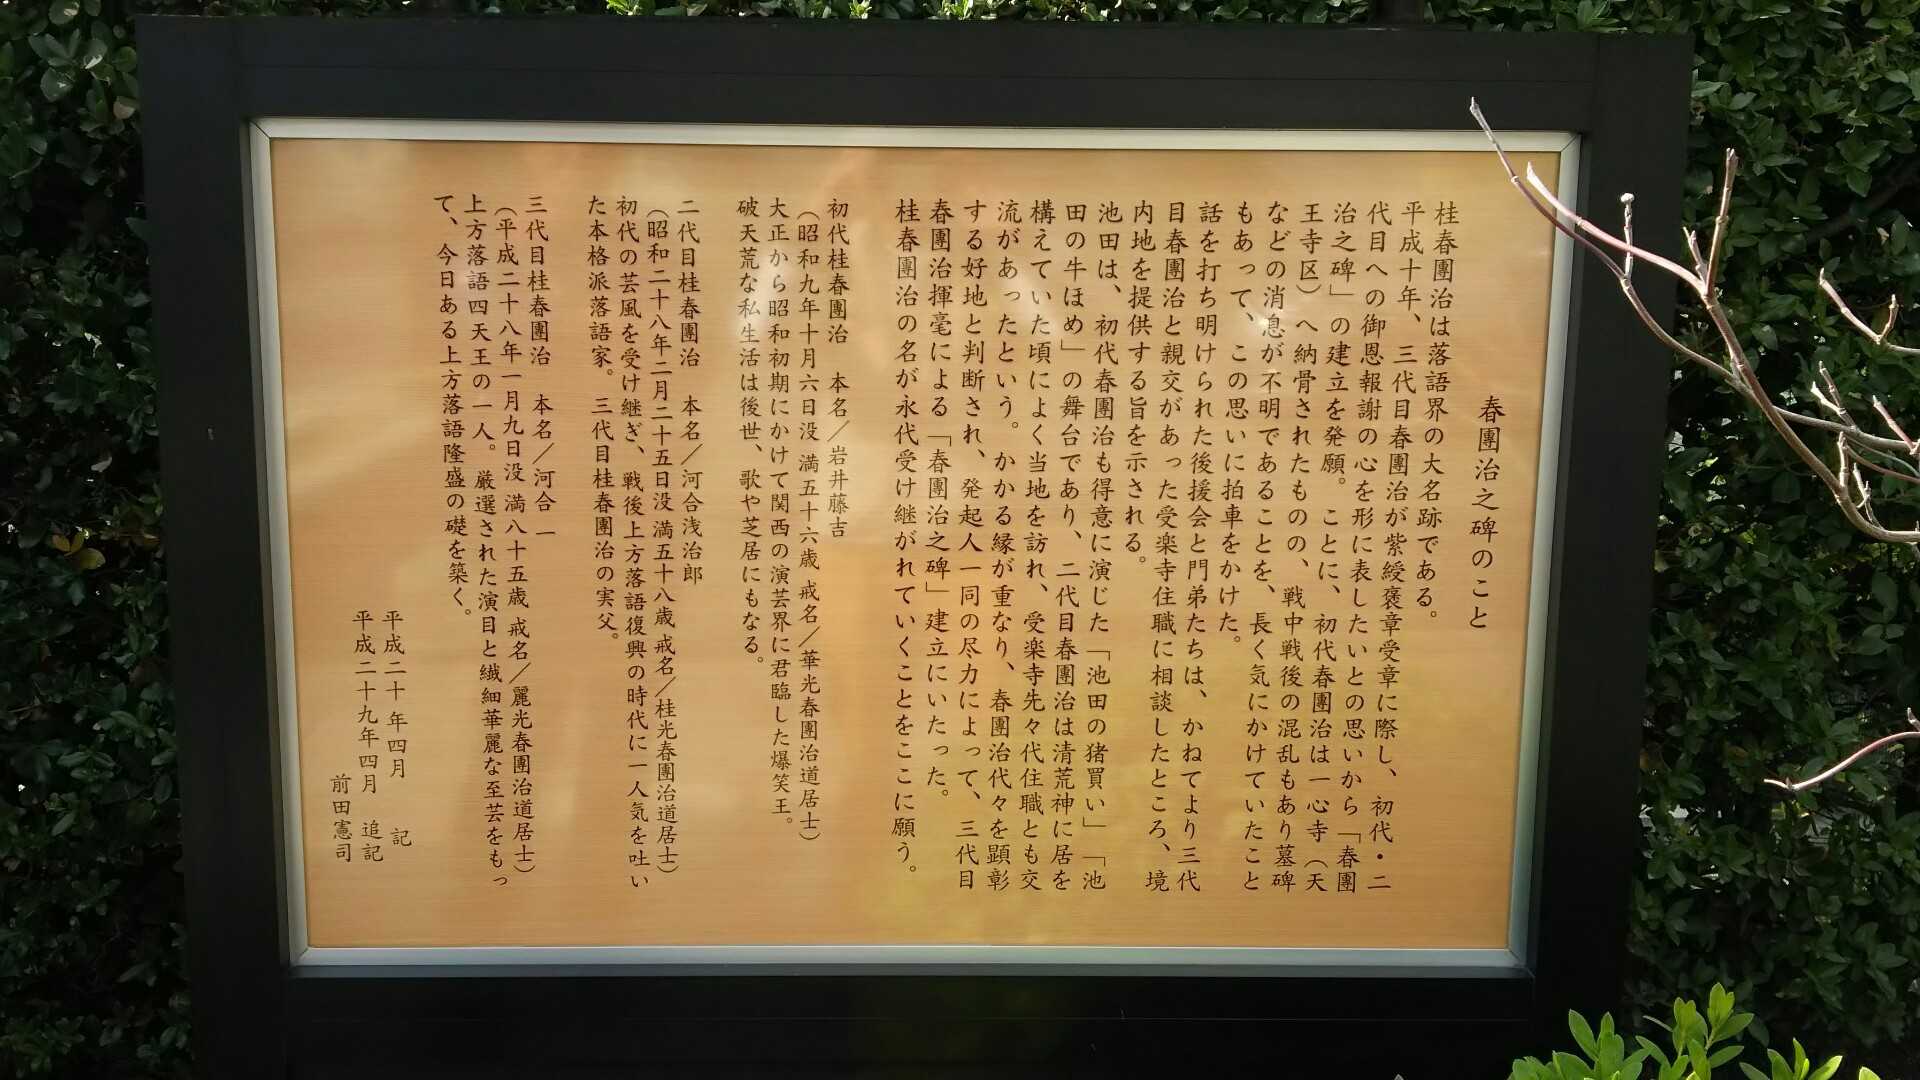 春團治之碑のこと
桂春團治は落語界の大名跡である。
平成十年、三代目春團治が紫綬褒章受章に際し、初代・二
代目への御恩報謝の心を形に表したいとの思いから「春團
治之碑」の建立を発願。ことに、初代春團治は一心寺（天
王寺区）へ納骨されたものの、戦中戦後の混乱もあり墓碑
などの消息が不明であることを、長く気にかけていたこと
もあって、この思いに拍車をかけた。
話を打ち明けられた後援会と門弟たちは、かねてより三代
目春團治と親交があった受楽寺住職に相談したところ、境
内地を提供する旨を示される。
池田は、初代春團治も得意に演じた「池田の猪買い」「池
田の牛ほめ」の舞台であり、二代目春團治は清荒神に居を
構えていた頃によく当地を訪れ、受楽寺先々代住職とも交
流があったという。かかる縁が重なり、春團治代々を顕彰
する好地と判断され、発起人一同の尽力によって、三代目
春團治揮毫による「春團治之碑」建立にいたった。
桂春團治の名が永代受け継がれていくことをここに願う。
初代桂春團治　本名／岩井藤吉
（昭和九年十月六日没 満五十六歳 戒名／華光春團治道居士）
大正から昭和初期にかけて関西の演芸界に君臨した爆笑王。
破天荒な私生活は後世、歌や芝居にもなる。
二代目桂春團治　本名／河合浅治郎
（昭和二十八年二月二十五日没 満五十八歳 戒名／桂光春團治道居士）
初代の芸風を受け継ぎ、戦後上方落語復興の時代に一人気を吐い
た本格派落語家。三代目桂春團治の実父。
三代目桂春團治　本名／河合一
（平成二十八年一月九日没 満八十五歳 戒名／麗光春團治道居士）
上方落語四天王の一人。厳選された演目と繊細華麗な至芸をもっ
て、今日ある上方落語隆盛の礎を築く。
平成二十年四月　記
平成二十九年四月　追記
前田憲司